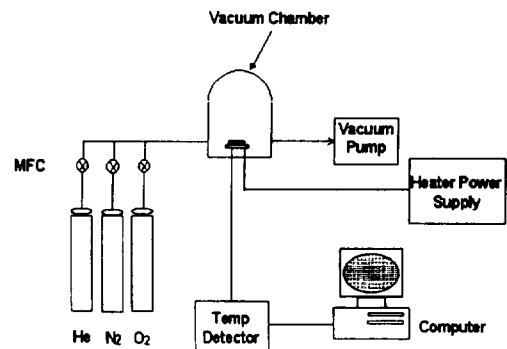 Vacuum Chamber
Vacuum
Pump
MFC
Heater Power
Supply
He N₂ O₂
Temp
Detector
Computer